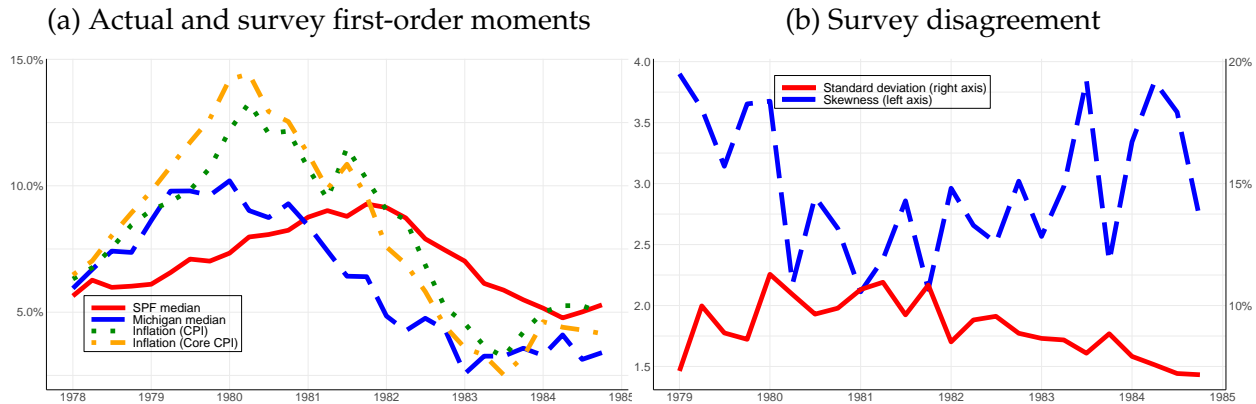 (a) Actual and survey first-order moments
15.0%
10.0%
5.0%
SPF median
Michigan median
Inflation (CPI)
Inflation (Core CPI)
1978 1979 1980 1981 1982 1983 1984 1985
(b) Survey disagreement
4.0
3.5
3.0
2.5
2.0
1.5
Standard deviation (right axis)
Skewness (left axis)
20%
15%
10%
1979 1980 1981 1982 1983 1984 1985